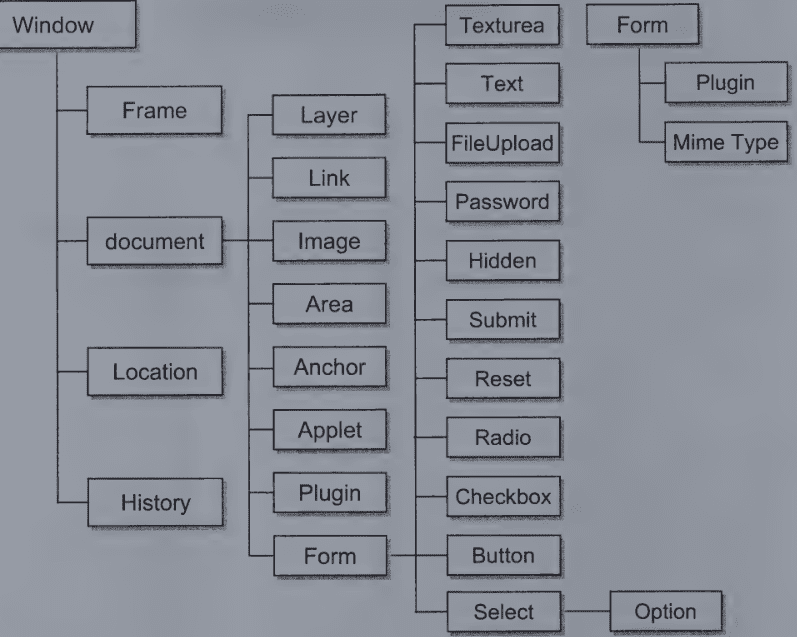 Window
Frame
document
Location
History
Layer
Link
Image
Area
Anchor
Applet
Plugin
Form
Texturea
Text
FileUpload
Password
Hidden
Submit
Reset
Radio
Checkbox
Button
Select
Option
Form
Plugin
Mime Type